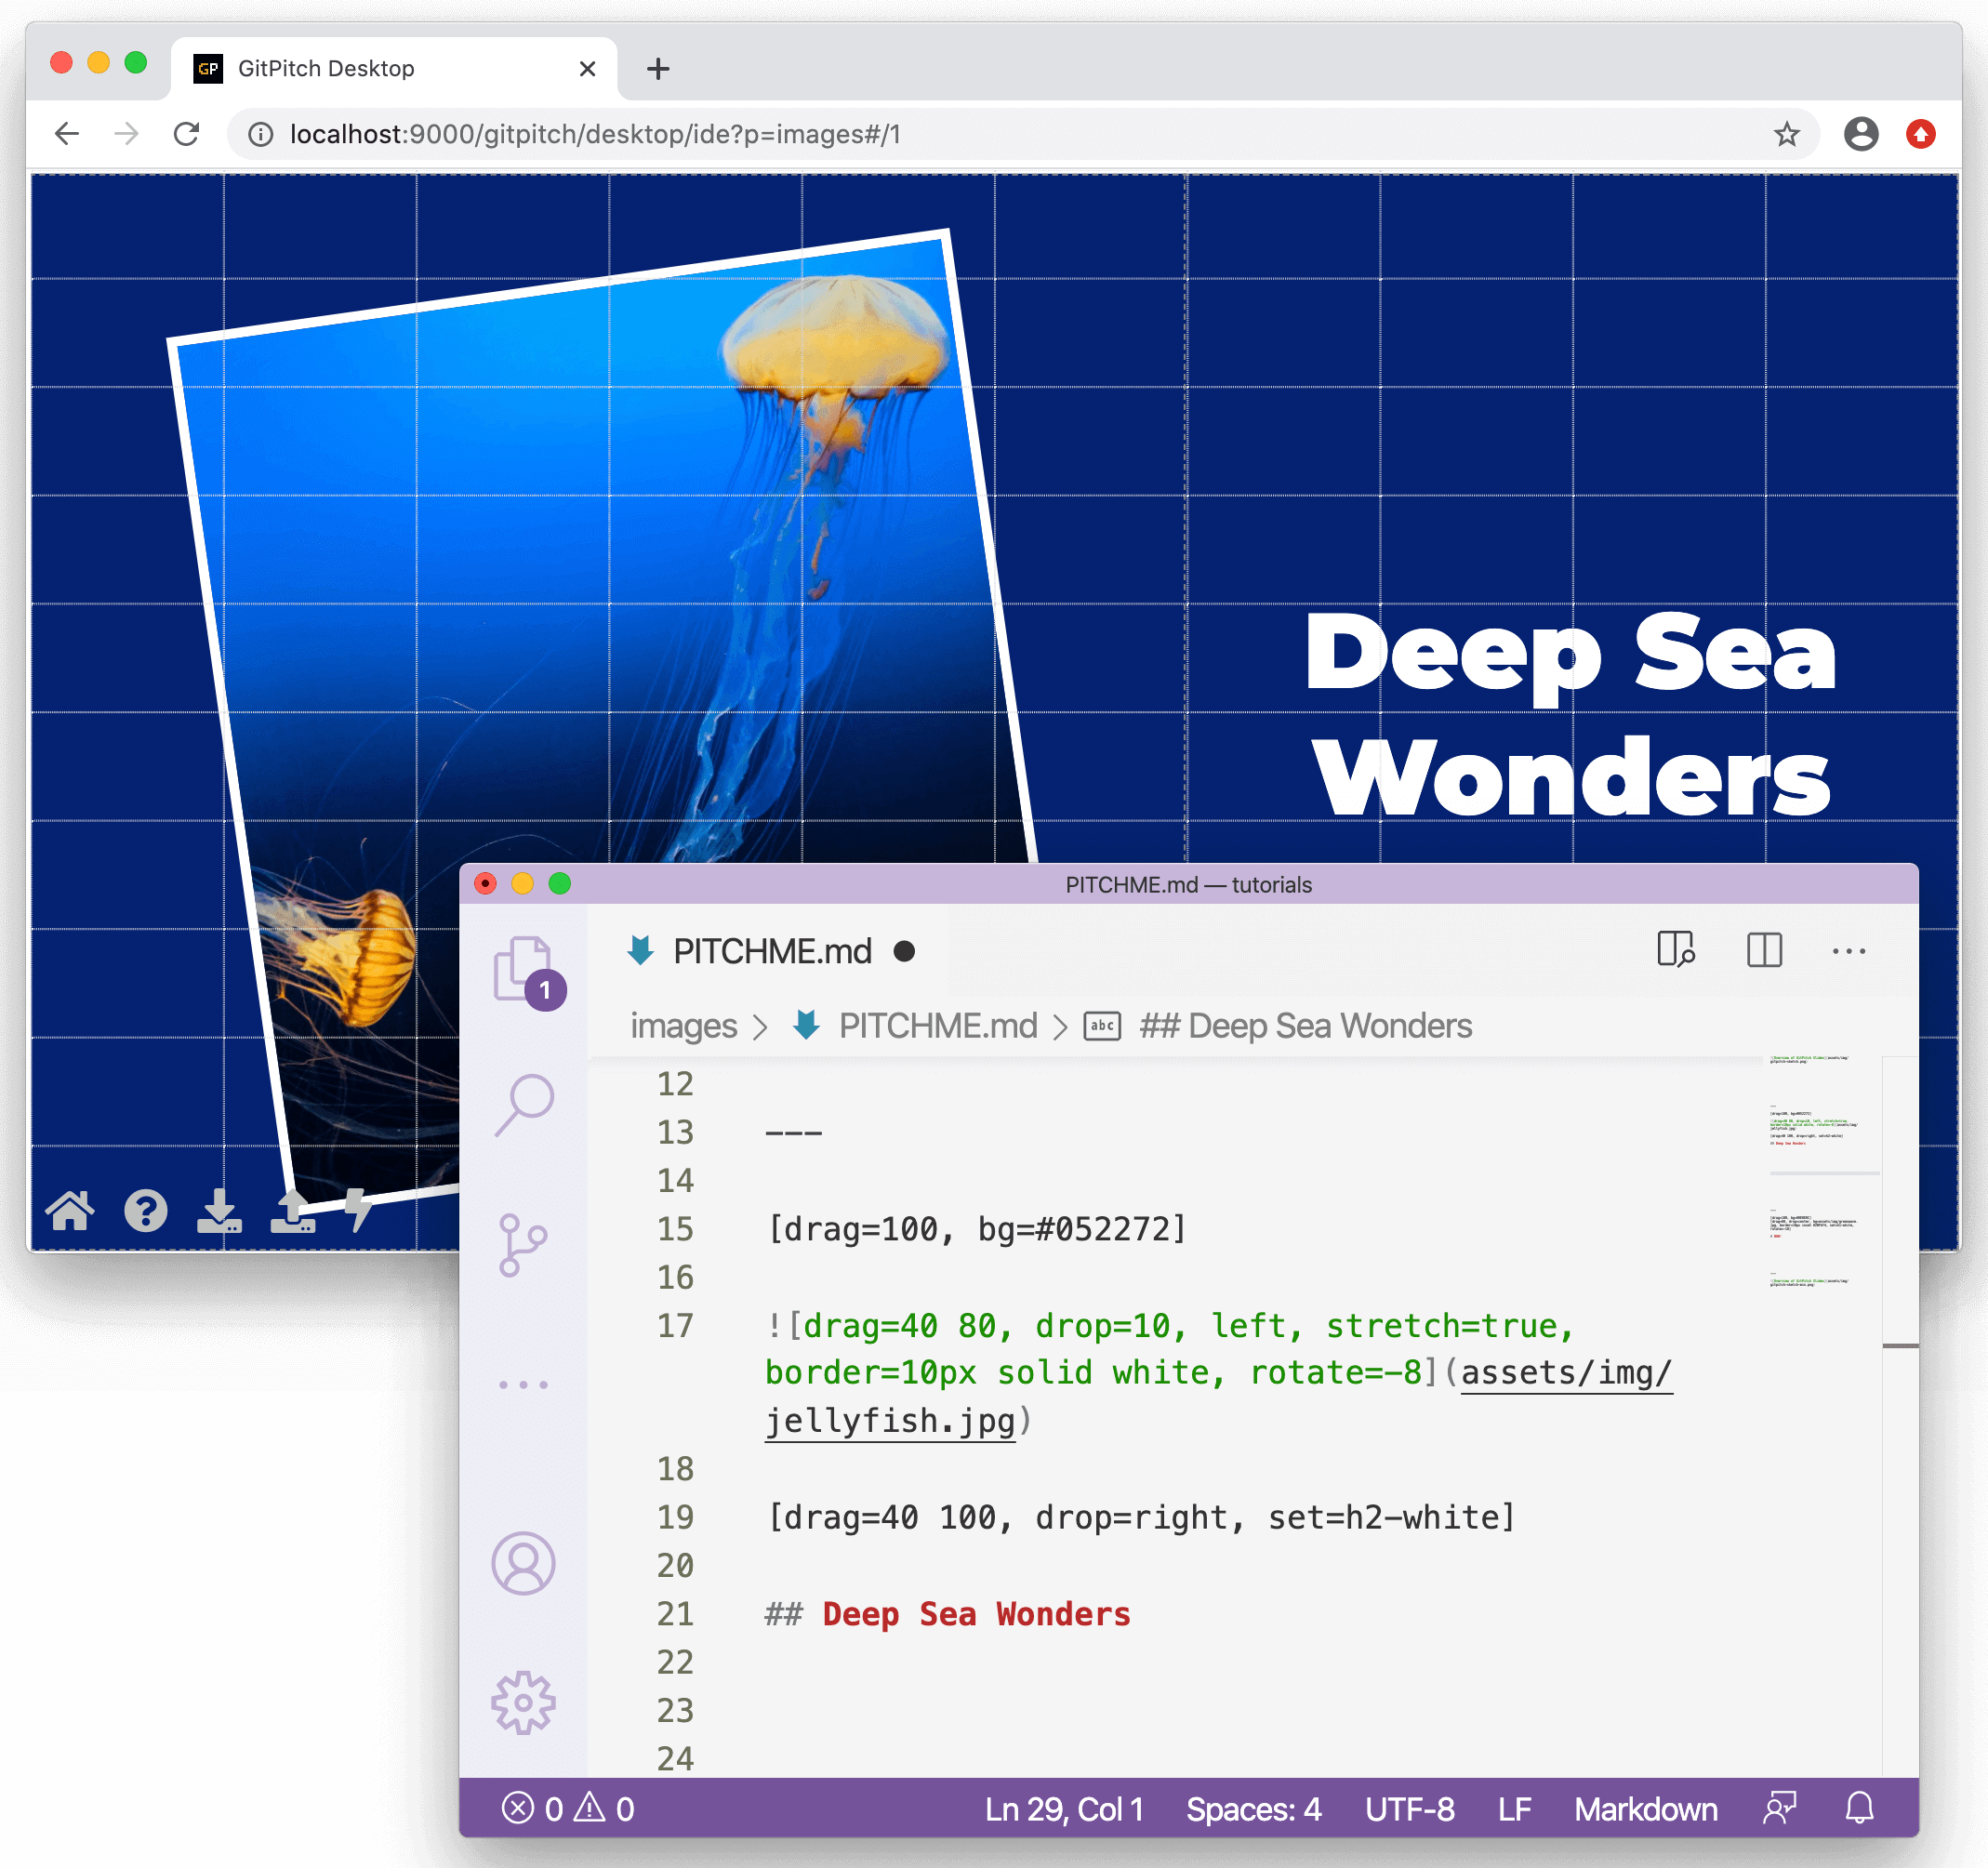 GP GitPitch Desktop
localhost:9000/gitpitch/desktop/ide?p=images#/1
Deep Sea
Wonders
PITCHME.md — tutorials
1
PITCHME.md
images > PITCHME.md > abc ## Deep Sea Wonders
12
13 ---
14
15 [drag=100, bg=#052272]
16
17 ![drag=40 80, drop=10, left, stretch=true,
border=10px solid white, rotate=-8](assets/img/
jellyfish.jpg)
18
19 [drag=40 100, drop=right, set=h2-white]
20
21 ## Deep Sea Wonders
22
23
24
0 0 Ln 29, Col 1 Spaces: 4 UTF-8 LF Markdown